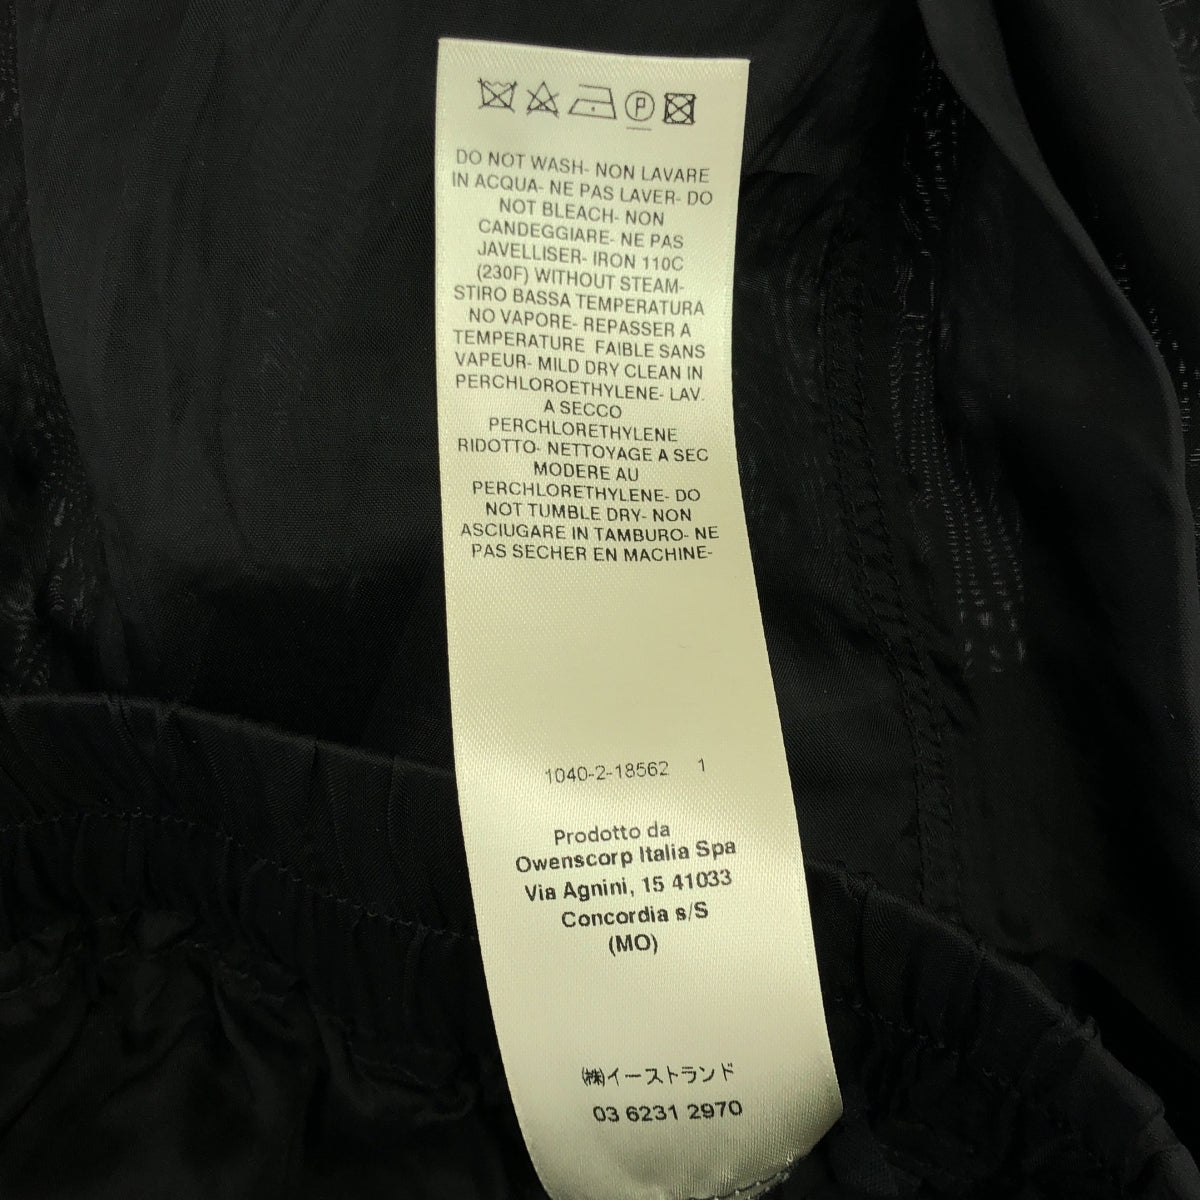 P
DO NOT WASH- NON LAVARE
IN ACQUA- NE PAS LAVER- DO
NOT BLEACH- NON
CANDEGGIARE- NE PAS
JAVELLISER- IRON 110C
(230F) WITHOUT STEAM-
STIRO BASSA TEMPERATURA
NO VAPORE- REPASSER A
TEMPERATURE FAIBLE SANS
VAPEUR- MILD DRY CLEAN IN
PERCHLOROETHYLENE- LAV.
A SECCO
PERCHLORETHYLENE
RIDOTTO- NETTOYAGE A SEC
MODERE AU
PERCHLORETHYLENE- DO
NOT TUMBLE DRY- NON
ASCIUGARE IN TAMBURO- NE
PAS SECHER EN MACHINE-
1040-2-18562 1
Prodotto da
Owenscorp Italia Spa
Via Agnini, 15 41033
Concordia s/S
(MO)
㈱イーストランド
03 6231 2970